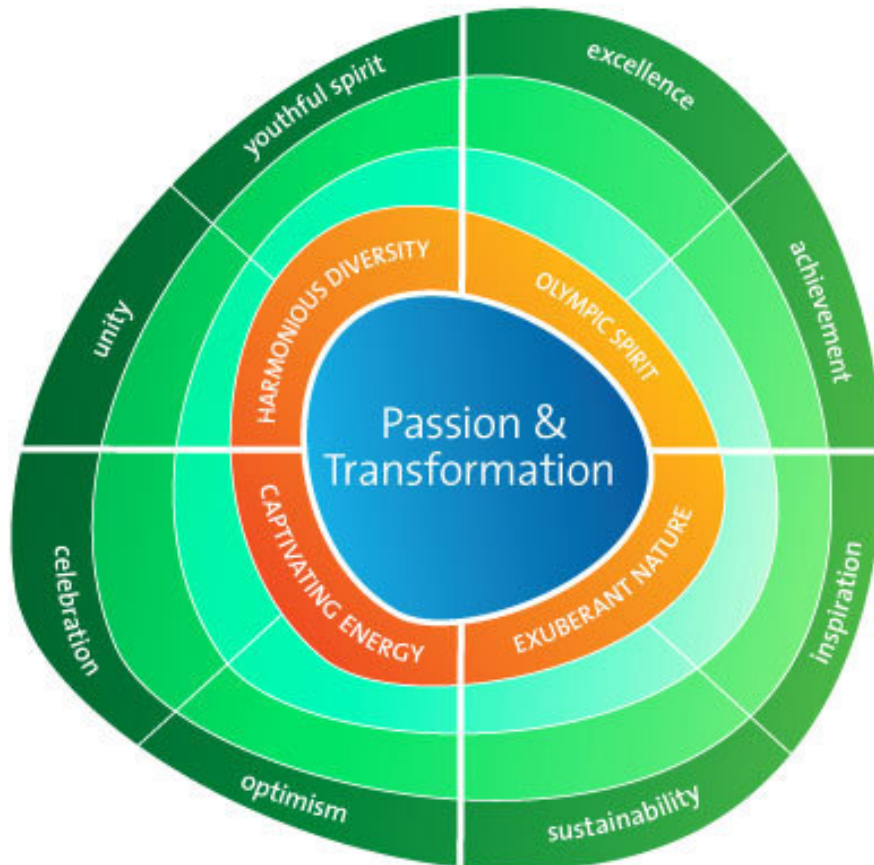 youthful spirit
excellence
unity
achievement
HARMONIOUS DIVERSITY
OLYMPIC SPIRIT
Passion &
Transformation
CAPTIVATING ENERGY
EXUBERANT NATURE
celebration
inspiration
optimism
sustainability